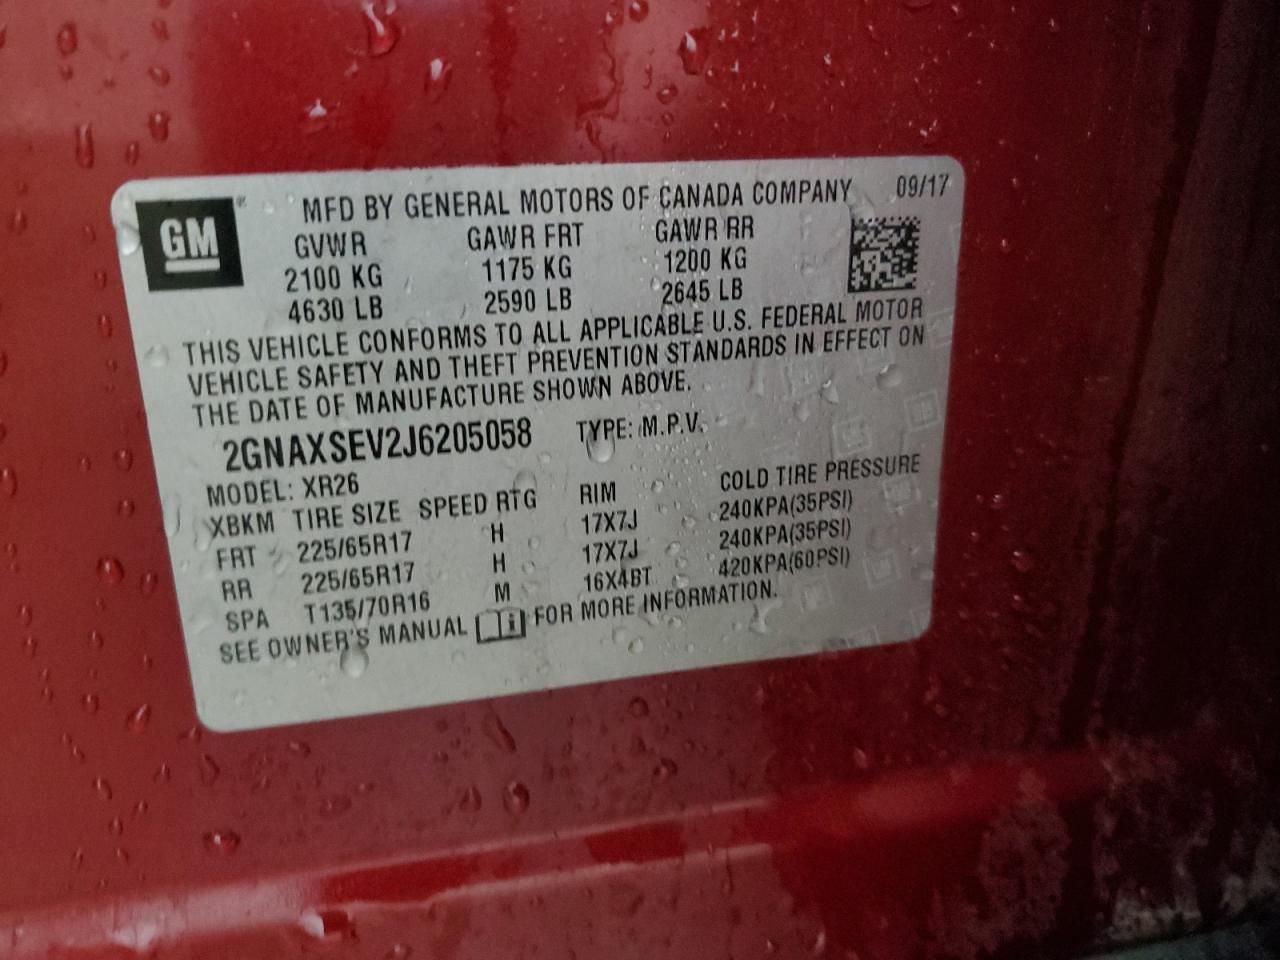 GM ®
MFD BY GENERAL MOTORS OF CANADA COMPANY 09/17
GVWR GAWR FRT GAWR RR
2100 KG 1175 KG 1200 KG
4630 LB 2590 LB 2645 LB
THIS VEHICLE CONFORMS TO ALL APPLICABLE U.S. FEDERAL MOTOR
VEHICLE SAFETY AND THEFT PREVENTION STANDARDS IN EFFECT ON
THE DATE OF MANUFACTURE SHOWN ABOVE.
2GNAXSEV2J6205058 TYPE: M.P.V.
MODEL: XR26
XBKM TIRE SIZE SPEED RTG RIM COLD TIRE PRESSURE
FRT 225/65R17 H 17X7J 240KPA(35PSI)
RR 225/65R17 H 17X7J 240KPA(35PSI)
SPA T135/70R16 M 16X4BT 420KPA(60PSI)
SEE OWNER'S MANUAL i FOR MORE INFORMATION.